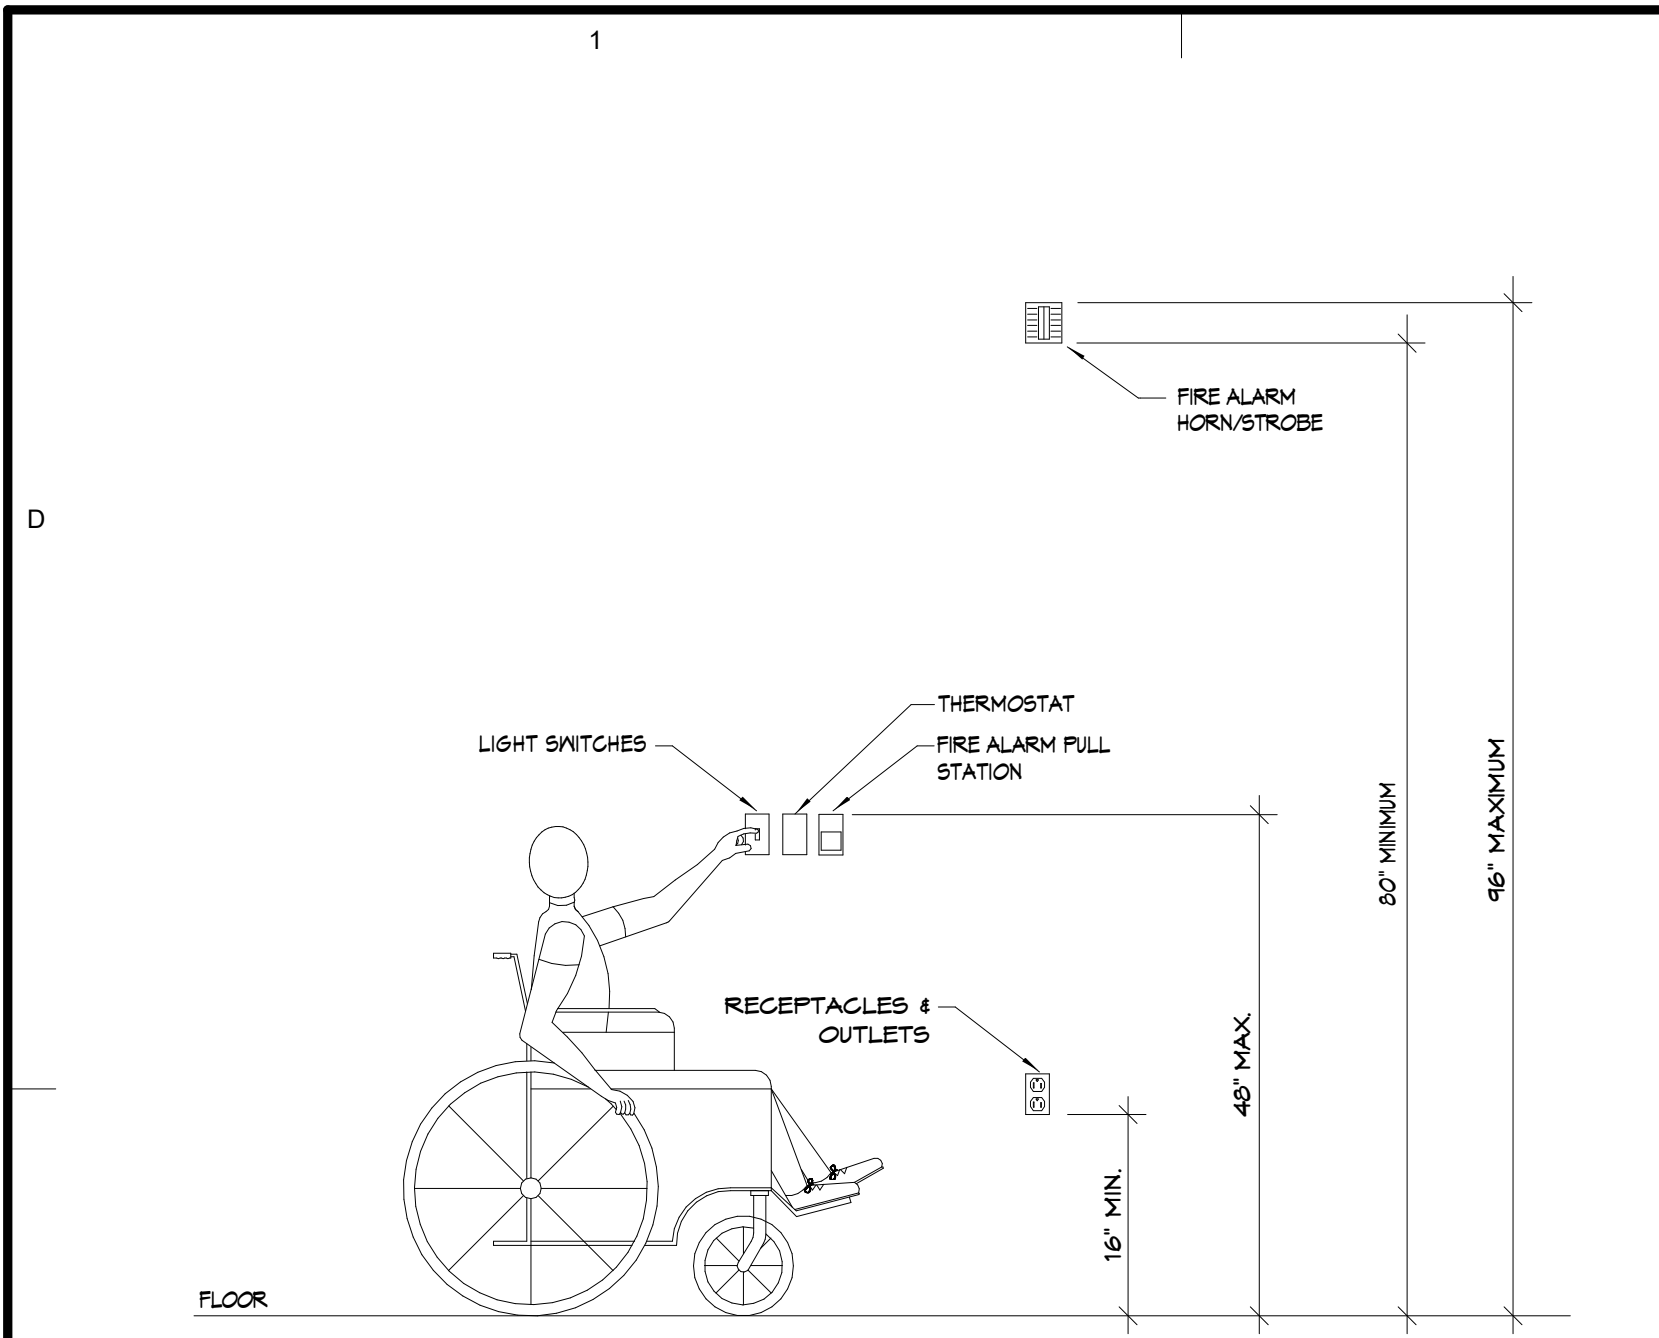 1
FIRE ALARM
HORN/STROBE
D
THERMOSTAT
LIGHT SWITCHES
FIRE ALARM PULL
STATION
80" MINIMUM
96" MAXIMUM
RECEPTACLES &
OUTLETS
48" MAX.
16" MIN.
FLOOR